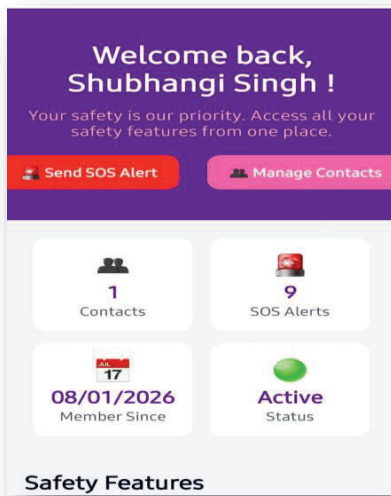 Welcome back,
Shubhangi Singh !
Your safety is our priority. Access all your
safety features from one place.
Send SOS Alert
Manage Contacts
1
Contacts
9
SOS Alerts
JUL
17
08/01/2026
Member Since
Active
Status
Safety Features